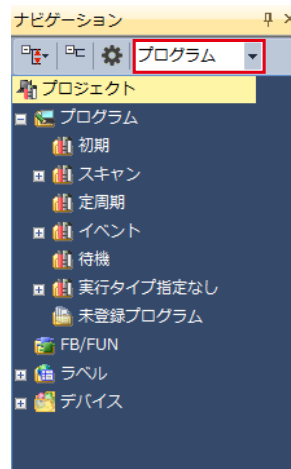 ナビゲーション
プログラム
プロジェクト
プログラム
初期
スキャン
定周期
イベント
待機
実行タイプ指定なし
未登録プログラム
FB/FUN
ラベル
デバイス